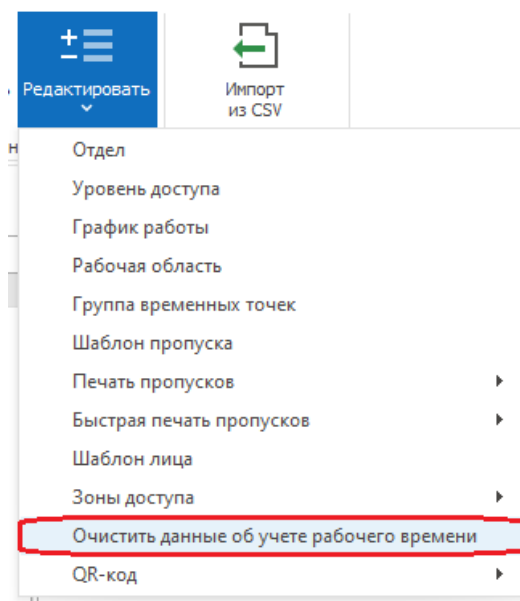 Редактировать
Импорт
из CSV
Отдел
Уровень доступа
График работы
Рабочая область
Группа временных точек
Шаблон пропуска
Печать пропусков
Быстрая печать пропусков
Шаблон лица
Зоны доступа
Очистить данные об учете рабочего времени
QR-код